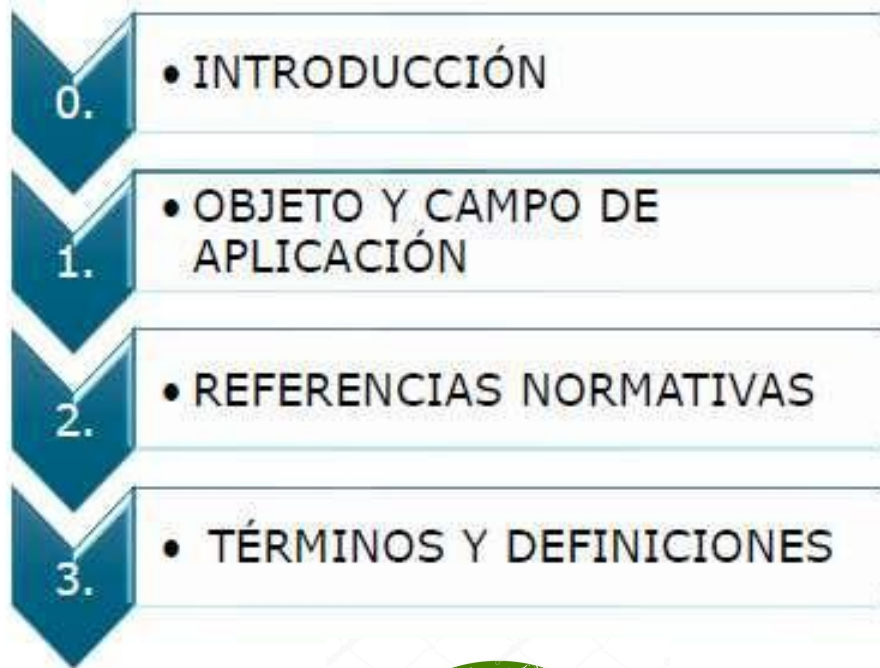 0.
• INTRODUCCIÓN
1.
• OBJETO Y CAMPO DE
APLICACIÓN
2.
• REFERENCIAS NORMATIVAS
3.
• TÉRMINOS Y DEFINICIONES